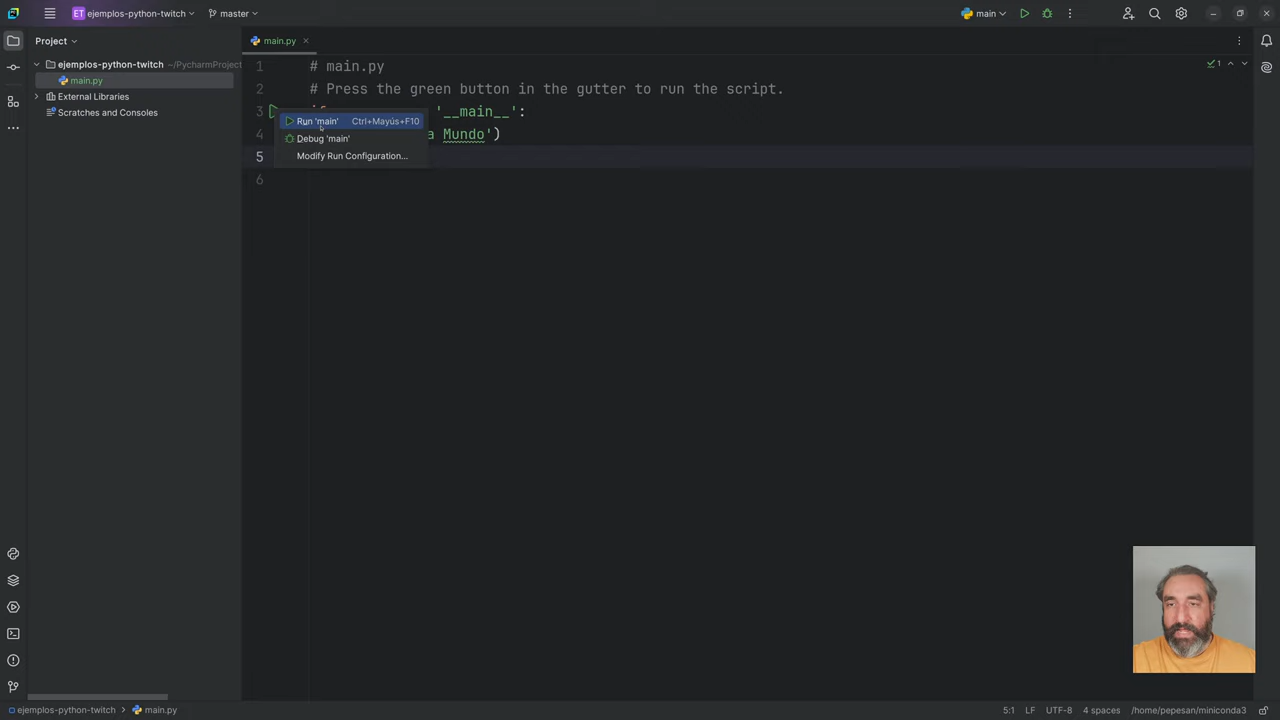 ET ejemplos-python-twitch
master
main
Project
main.py
ejemplos-python-twitch ~/PycharmProject
main.py
External Libraries
Scratches and Consoles
1 # main.py
2 # Press the green button in the gutter to run the script.
3 '__main__':
4 a Mundo')
5
6
Run 'main' Ctrl+Mayús+F10
Debug 'main'
Modify Run Configuration...
1
ejemplos-python-twitch main.py
5:1 LF UTF-8 4 spaces /home/pepesan/miniconda3